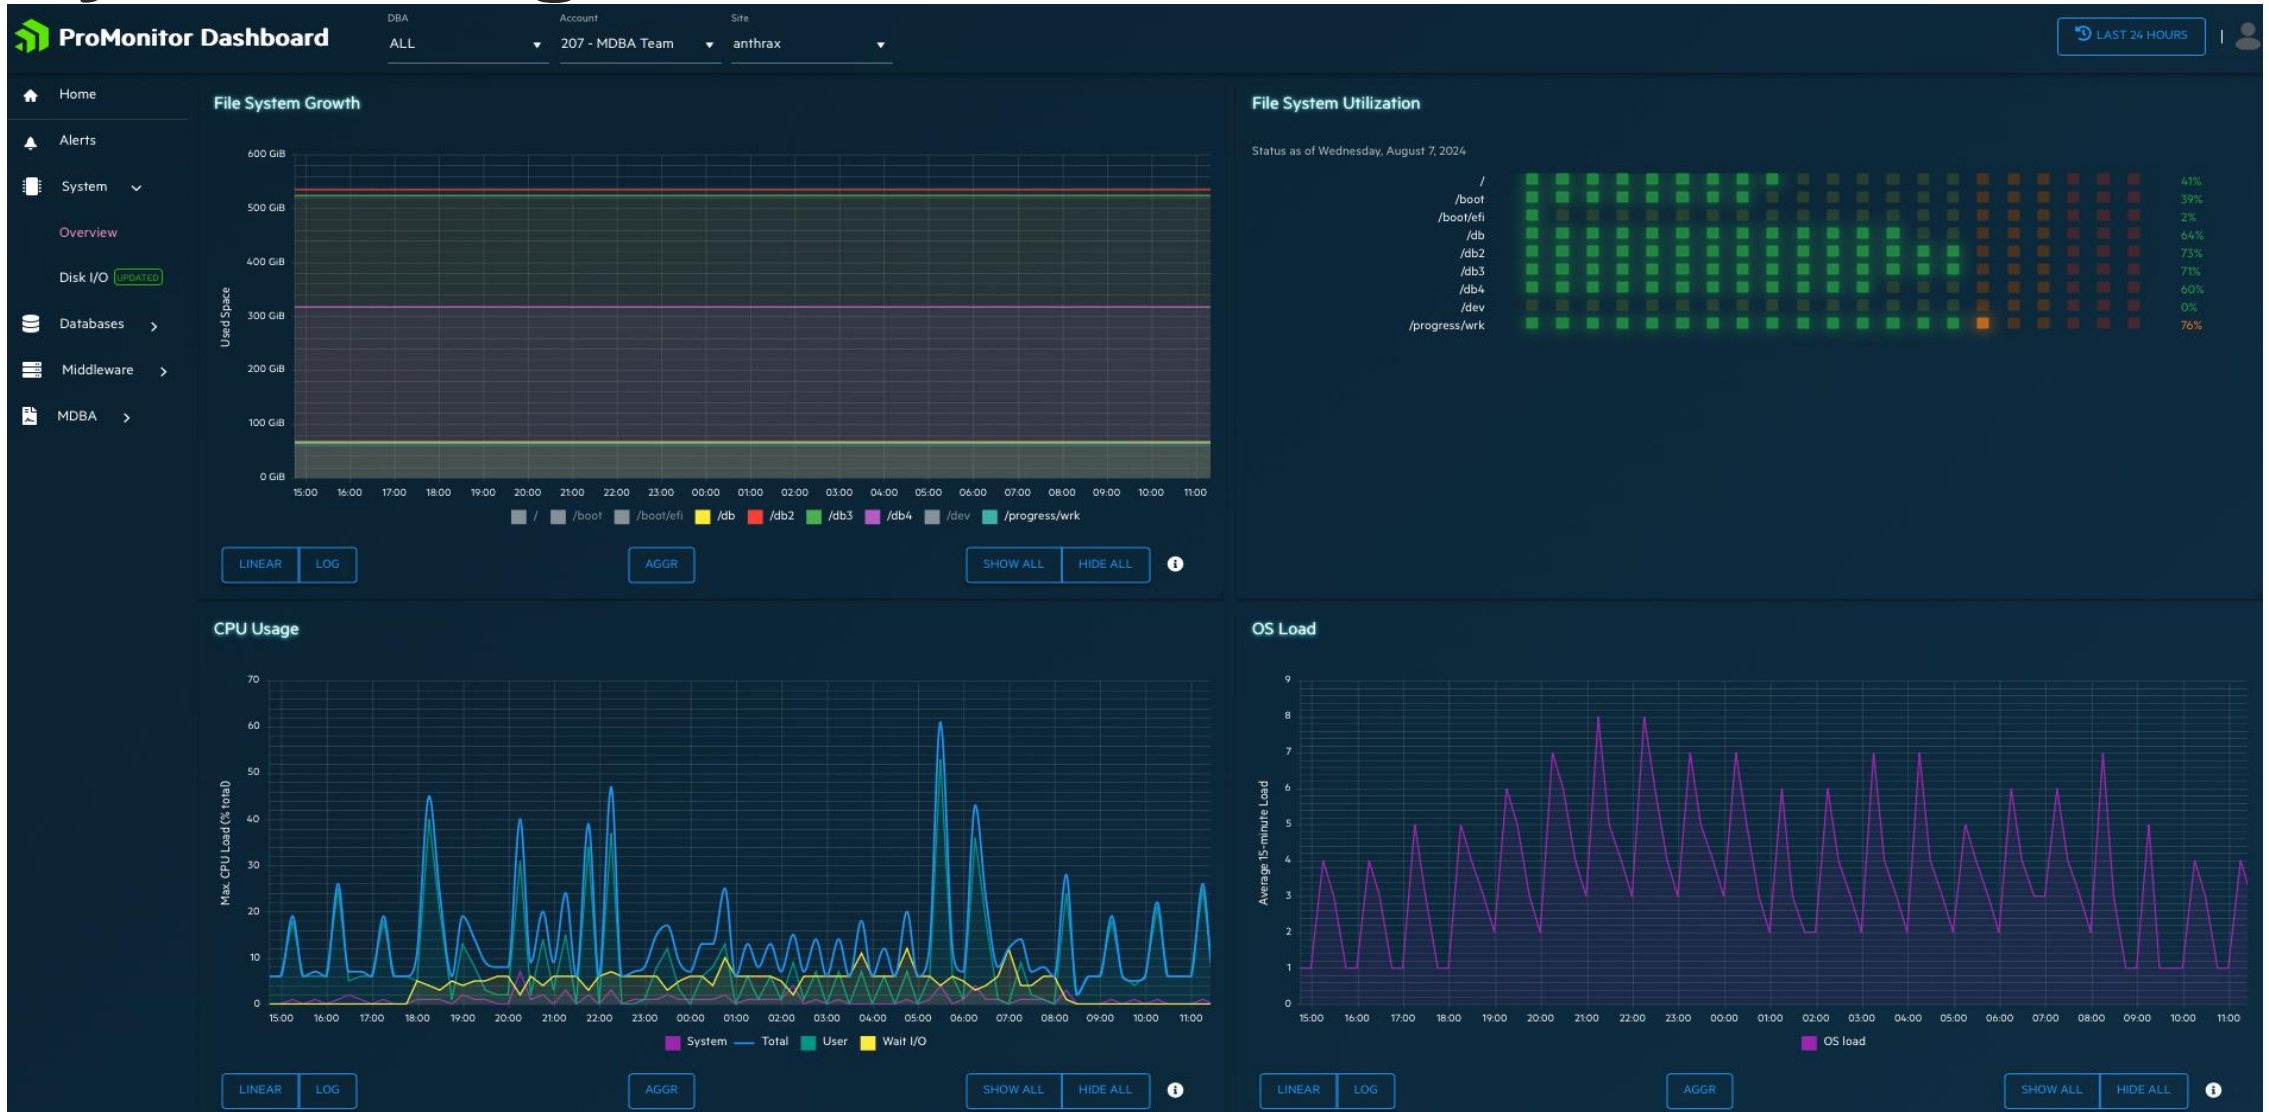 ProMonitor Dashboard
DBA
ALL
Account
207 - MDBA Team
Site
anthrax
LAST 24 HOURS
|
Home
Alerts
System
Overview
Disk I/O UPDATED
Databases
Middleware
MDBA
File System Growth
Used Space
600 GiB
500 GiB
400 GiB
300 GiB
200 GiB
100 GiB
0 GiB
15:00 16:00 17:00 18:00 19:00 20:00 21:00 22:00 23:00 00:00 01:00 02:00 03:00 04:00 05:00 06:00 07:00 08:00 09:00 10:00 11:00
/ /boot /boot/efi /db /db2 /db3 /db4 /dev /progress/wrk
LINEAR LOG AGGR SHOW ALL HIDE ALL
File System Utilization
Status as of Wednesday, August 7, 2024
/ 41%
/boot 39%
/boot/efi 2%
/db 64%
/db2 73%
/db3 71%
/db4 60%
/dev 0%
/progress/wrk 76%
CPU Usage
Max. CPU Load (% total)
70
60
50
40
30
20
10
0
15:00 16:00 17:00 18:00 19:00 20:00 21:00 22:00 23:00 00:00 01:00 02:00 03:00 04:00 05:00 06:00 07:00 08:00 09:00 10:00 11:00
System Total User Wait I/O
LINEAR LOG AGGR SHOW ALL HIDE ALL
OS Load
Average 15-minute Load
9
8
7
6
5
4
3
2
1
0
15:00 16:00 17:00 18:00 19:00 20:00 21:00 22:00 23:00 00:00 01:00 02:00 03:00 04:00 05:00 06:00 07:00 08:00 09:00 10:00 11:00
OS load
LINEAR LOG AGGR SHOW ALL HIDE ALL